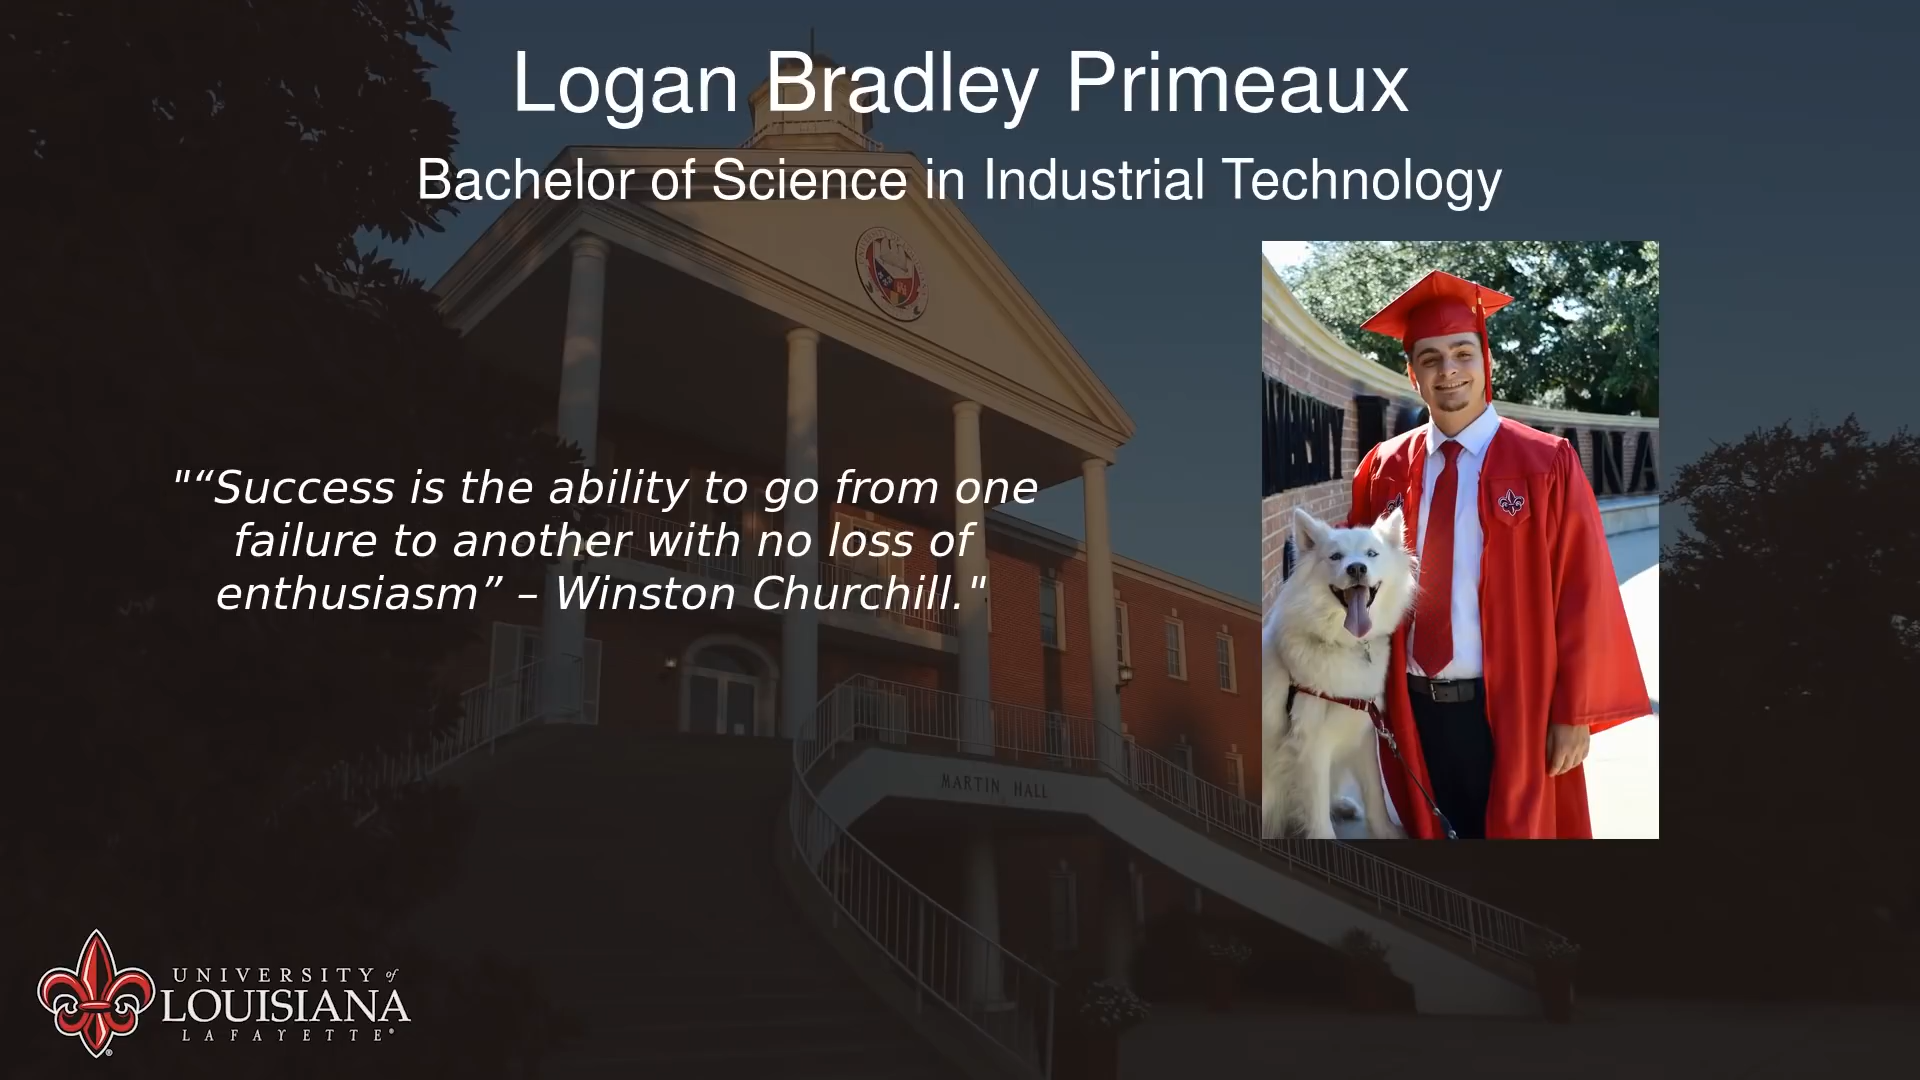 Logan Bradley Primeaux
Bachelor of Science in Industrial Technology
"“Success is the ability to go from one
failure to another with no loss of
enthusiasm” – Winston Churchill."
MARTIN HALL
UNIVERSITY of
LOUISIANA
LAFAYETTE®